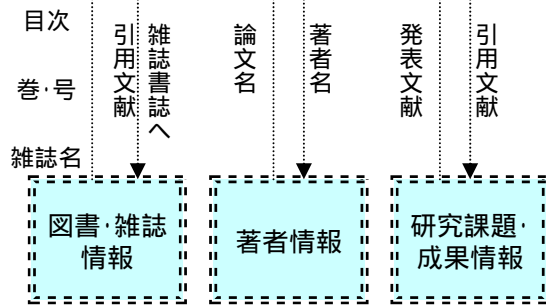 目次
巻・号
雑誌名
引用文献
雑誌書誌へ
論文名
著者名
発表文献
引用文献
図書・雑誌
情報
著者情報
研究課題・
成果情報